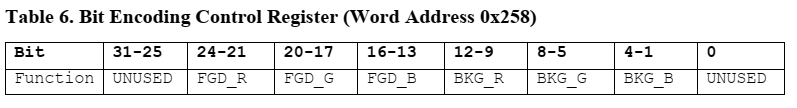 Table 6. Bit Encoding Control Register (Word Address 0x258)
Bit 31-25 24-21 20-17 16-13 12-9 8-5 4-1 0
Function UNUSED FGD_R FGD_G FGD_B BKG_R BKG_G BKG_B UNUSED